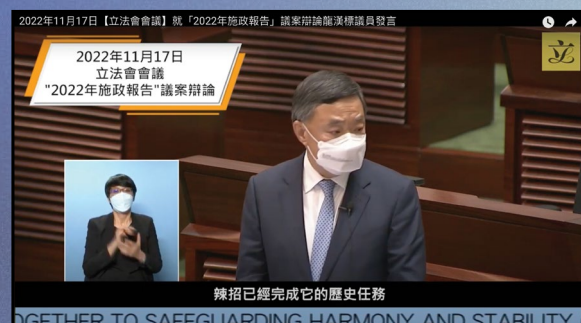 2022年11月17日【立法會會議】就「2022年施政報告」議案辯論龍漢標議員發言
立
2022年11月17日
立法會會議
"2022年施政報告"議案辯論
辣招已經完成它的歷史任務
OGETHER TO SAFEGUARDING HARMONY AND STABILITY